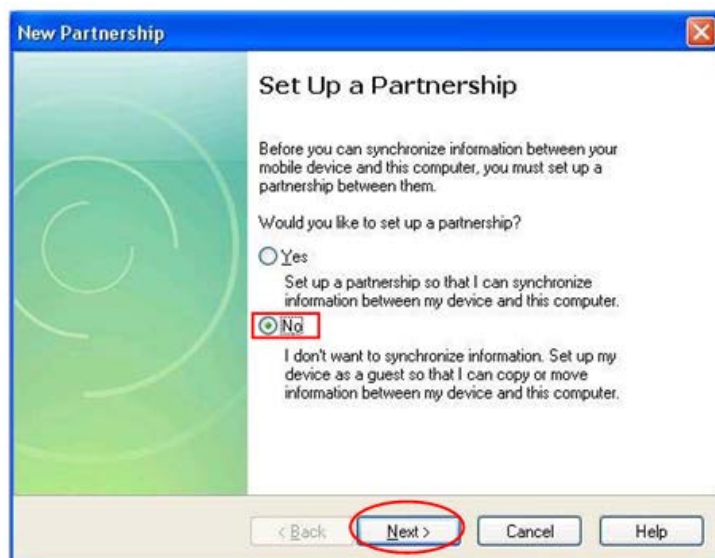 New Partnership
Set Up a Partnership
Before you can synchronize information between your
mobile device and this computer, you must set up a
partnership between them.
Would you like to set up a partnership?
Yes
Set up a partnership so that I can synchronize
information between my device and this computer.
No
I don't want to synchronize information. Set up my
device as a guest so that I can copy or move
information between my device and this computer.
< Back Next > Cancel Help